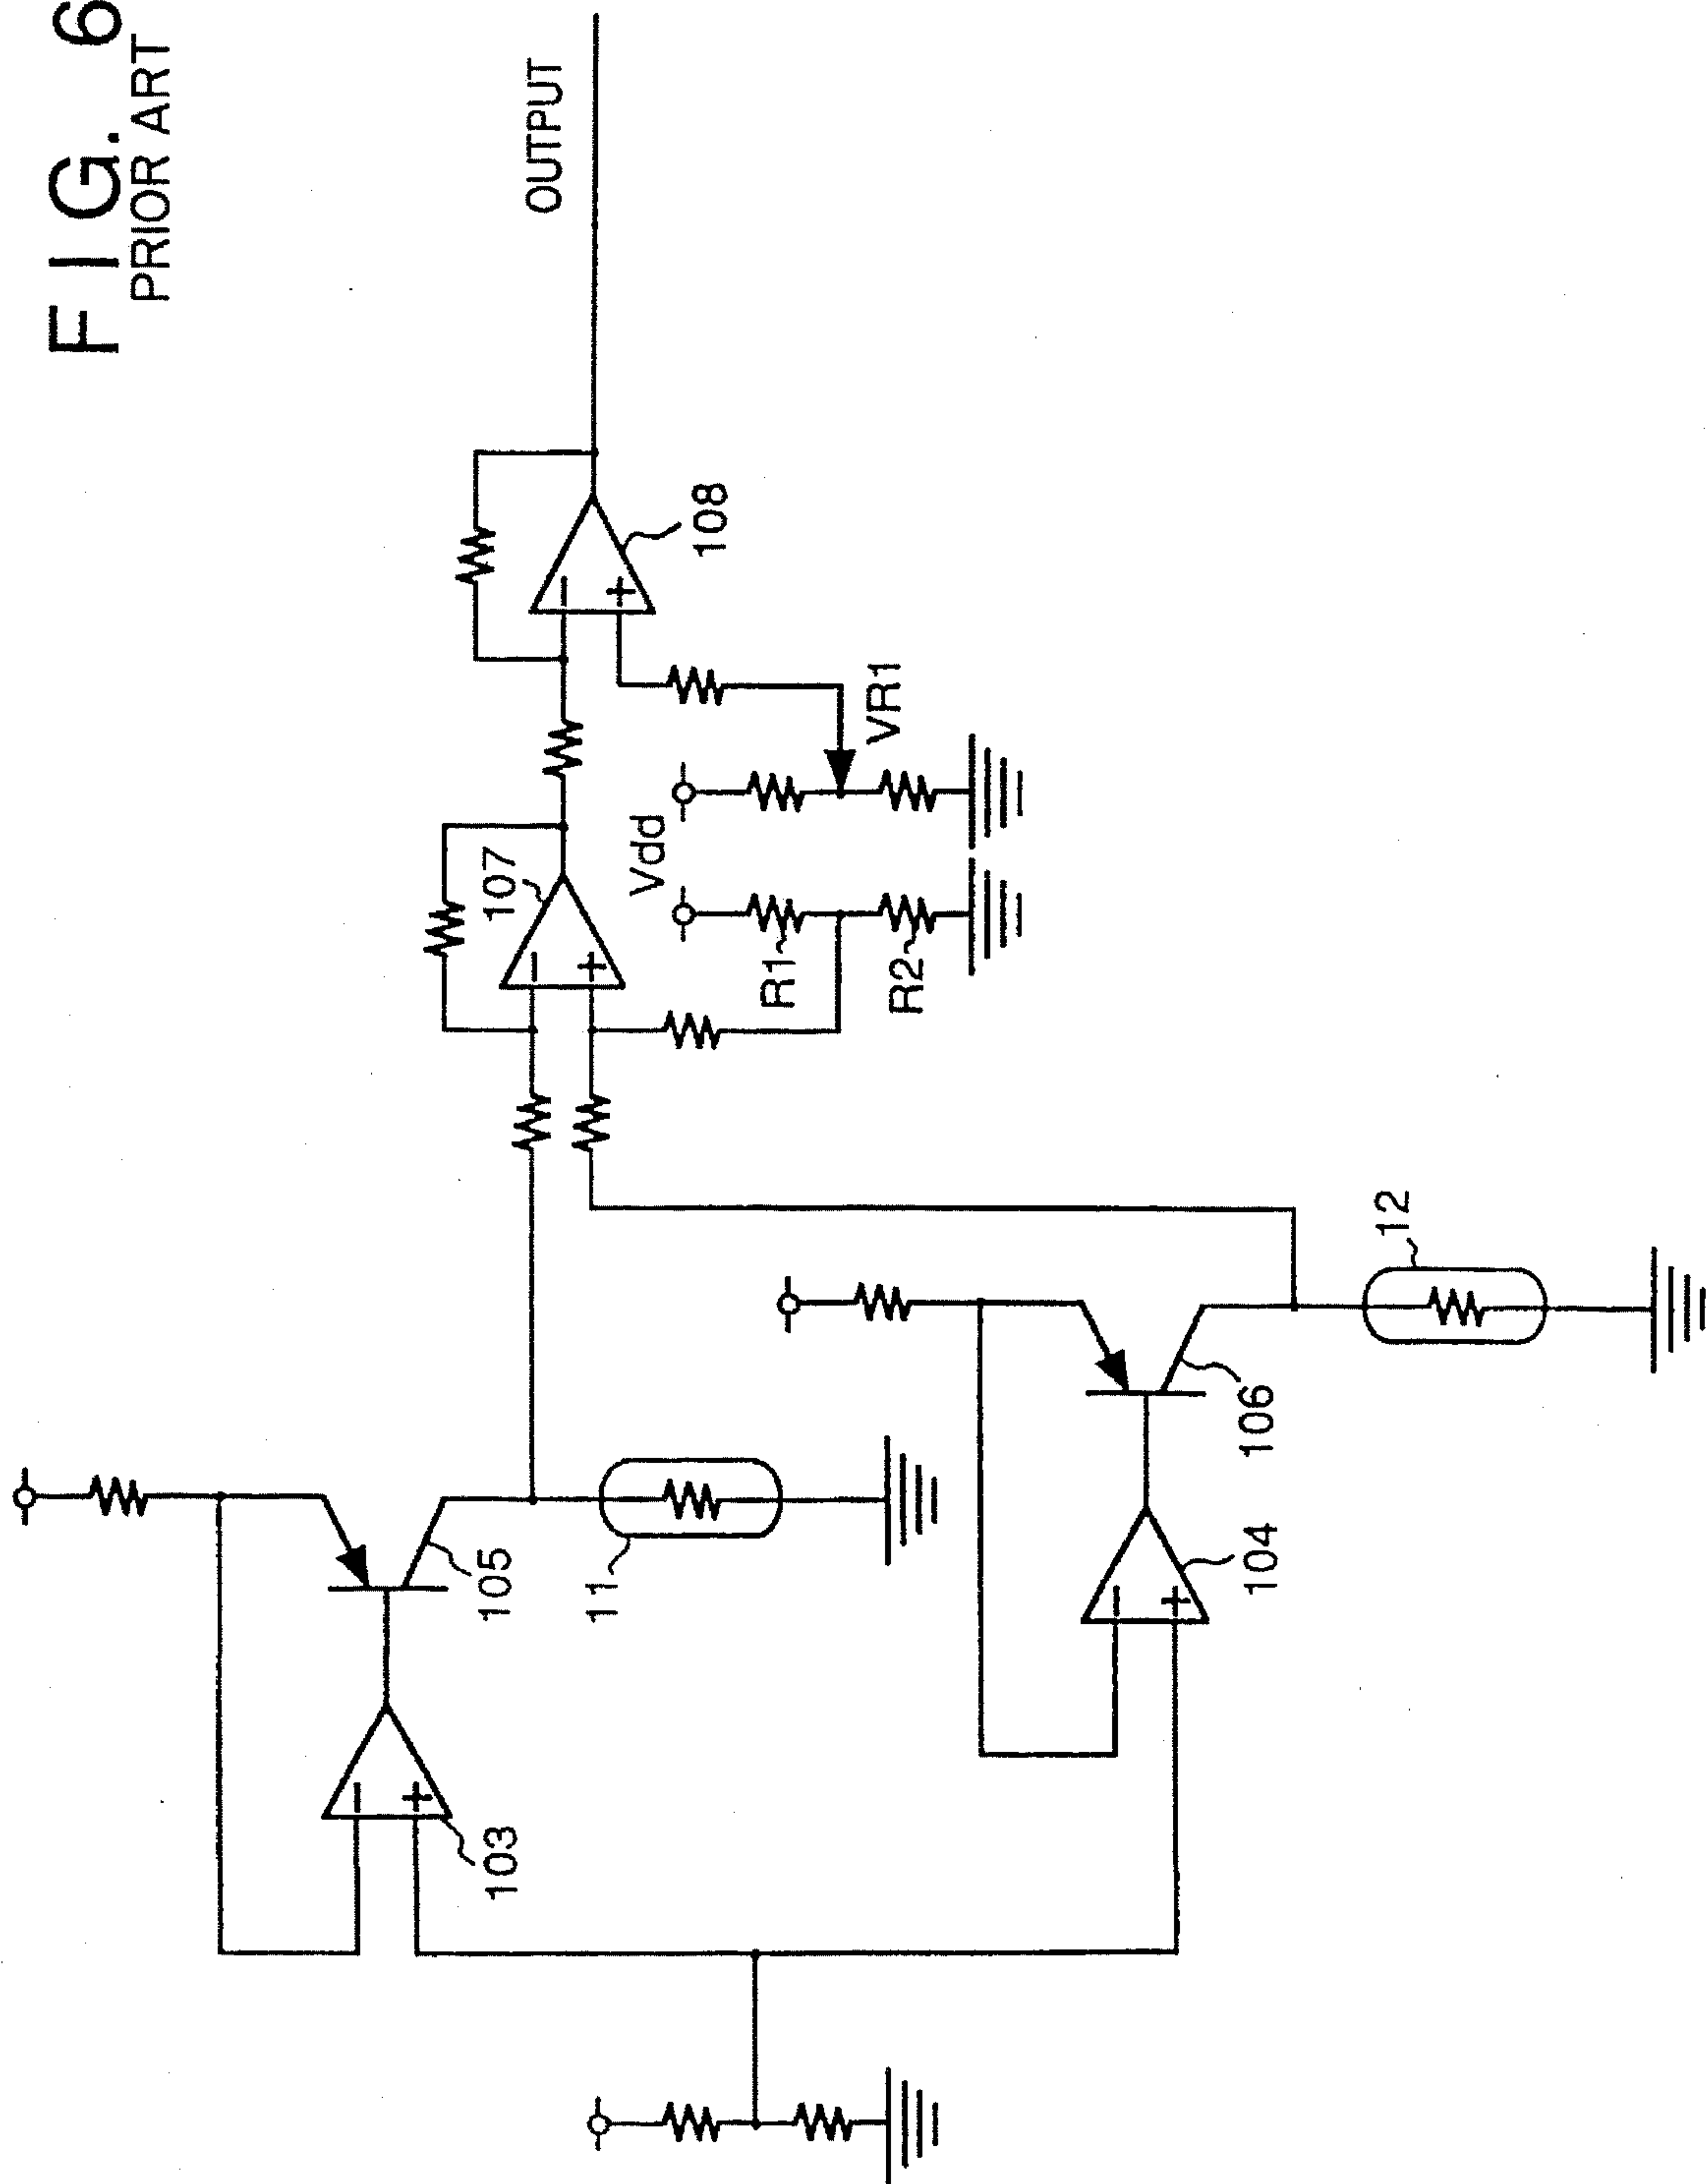 FIG. 6
PRIOR ART
OUTPUT
108
107
Vdd
VR1
R1
R2
105
11
12
106
103
104